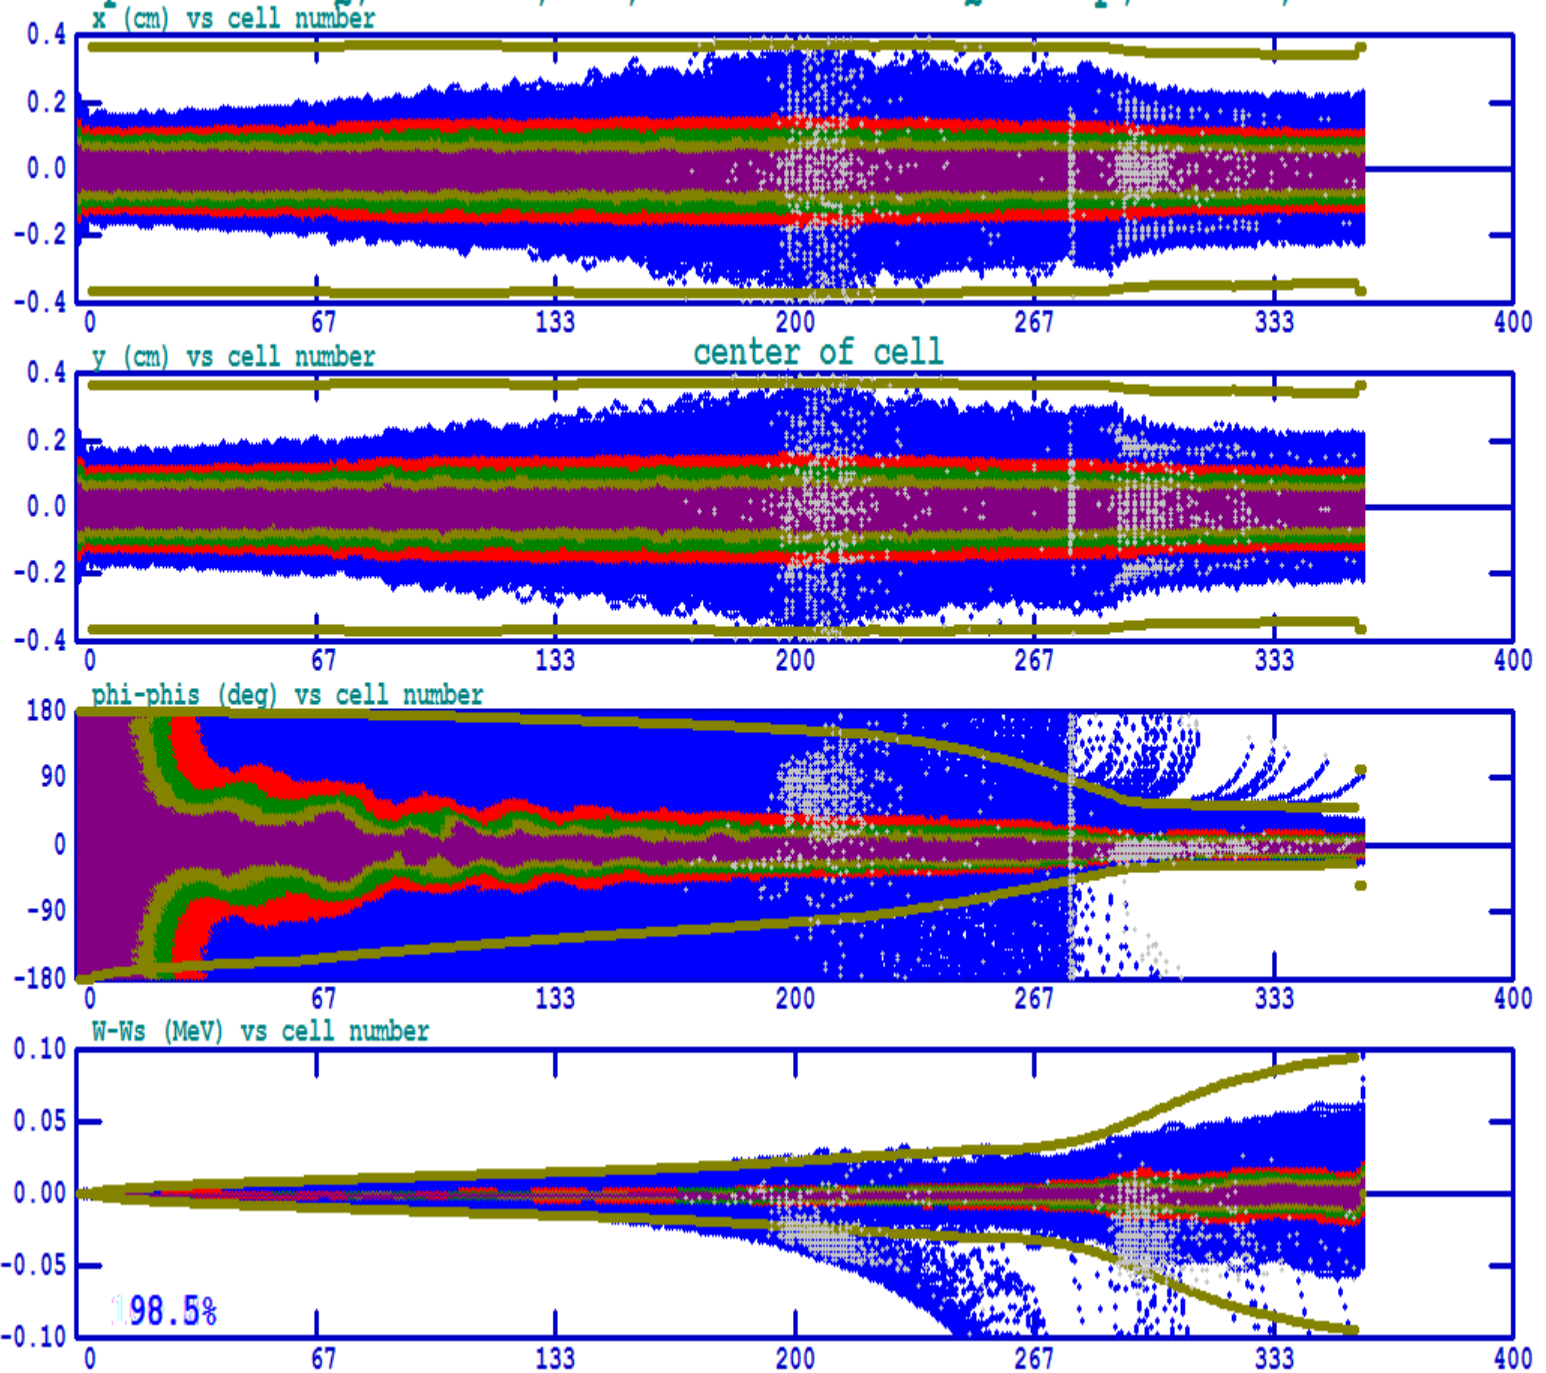 x (cm) vs cell number
0.4
0.2
0.0
-0.2
-0.4
0 67 133 200 267 333 400
y (cm) vs cell number center of cell
0.4
0.2
0.0
-0.2
-0.4
0 67 133 200 267 333 400
phi-phis (deg) vs cell number
180
90
0
-90
-180
0 67 133 200 267 333 400
W-Ws (MeV) vs cell number
0.10
0.05
0.00
-0.05
-0.10
98.5%
0 67 133 200 267 333 400